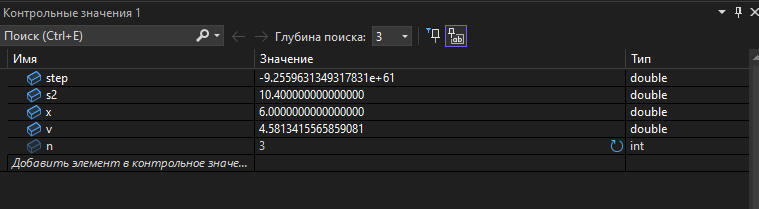 Контрольные значения 1
Поиск (Ctrl+E) Глубина поиска: 3
Имя Значение Тип
step -9.2559631349317831e+61 double
s2 10.400000000000000 double
x 6.0000000000000000 double
v 4.5813415565859081 double
n 3 int
Добавить элемент в контрольное значе...